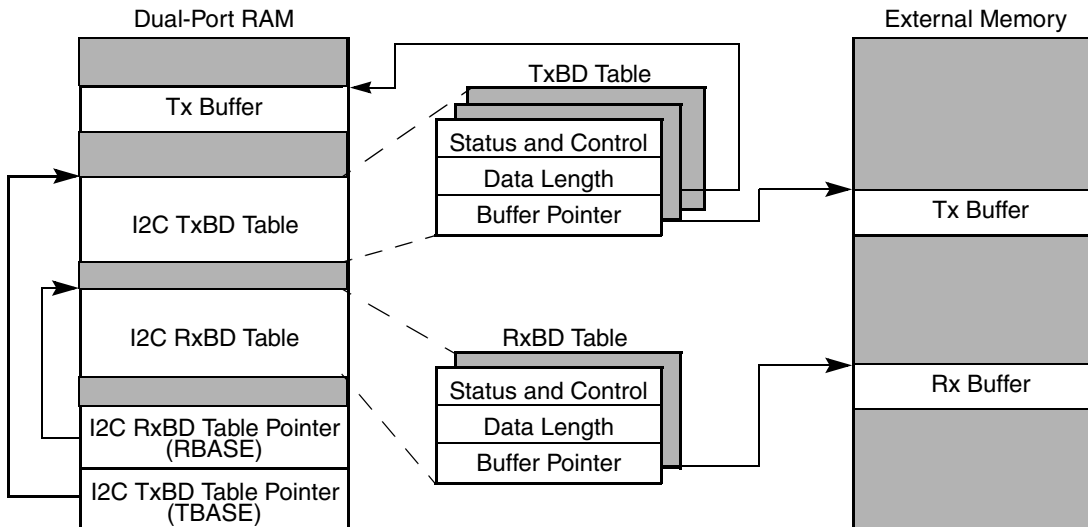 Dual-Port RAM
Tx Buffer
I2C TxBD Table
I2C RxBD Table
I2C RxBD Table Pointer
(RBASE)
I2C TxBD Table Pointer
(TBASE)
TxBD Table
Status and Control
Data Length
Buffer Pointer
RxBD Table
Status and Control
Data Length
Buffer Pointer
External Memory
Tx Buffer
Rx Buffer